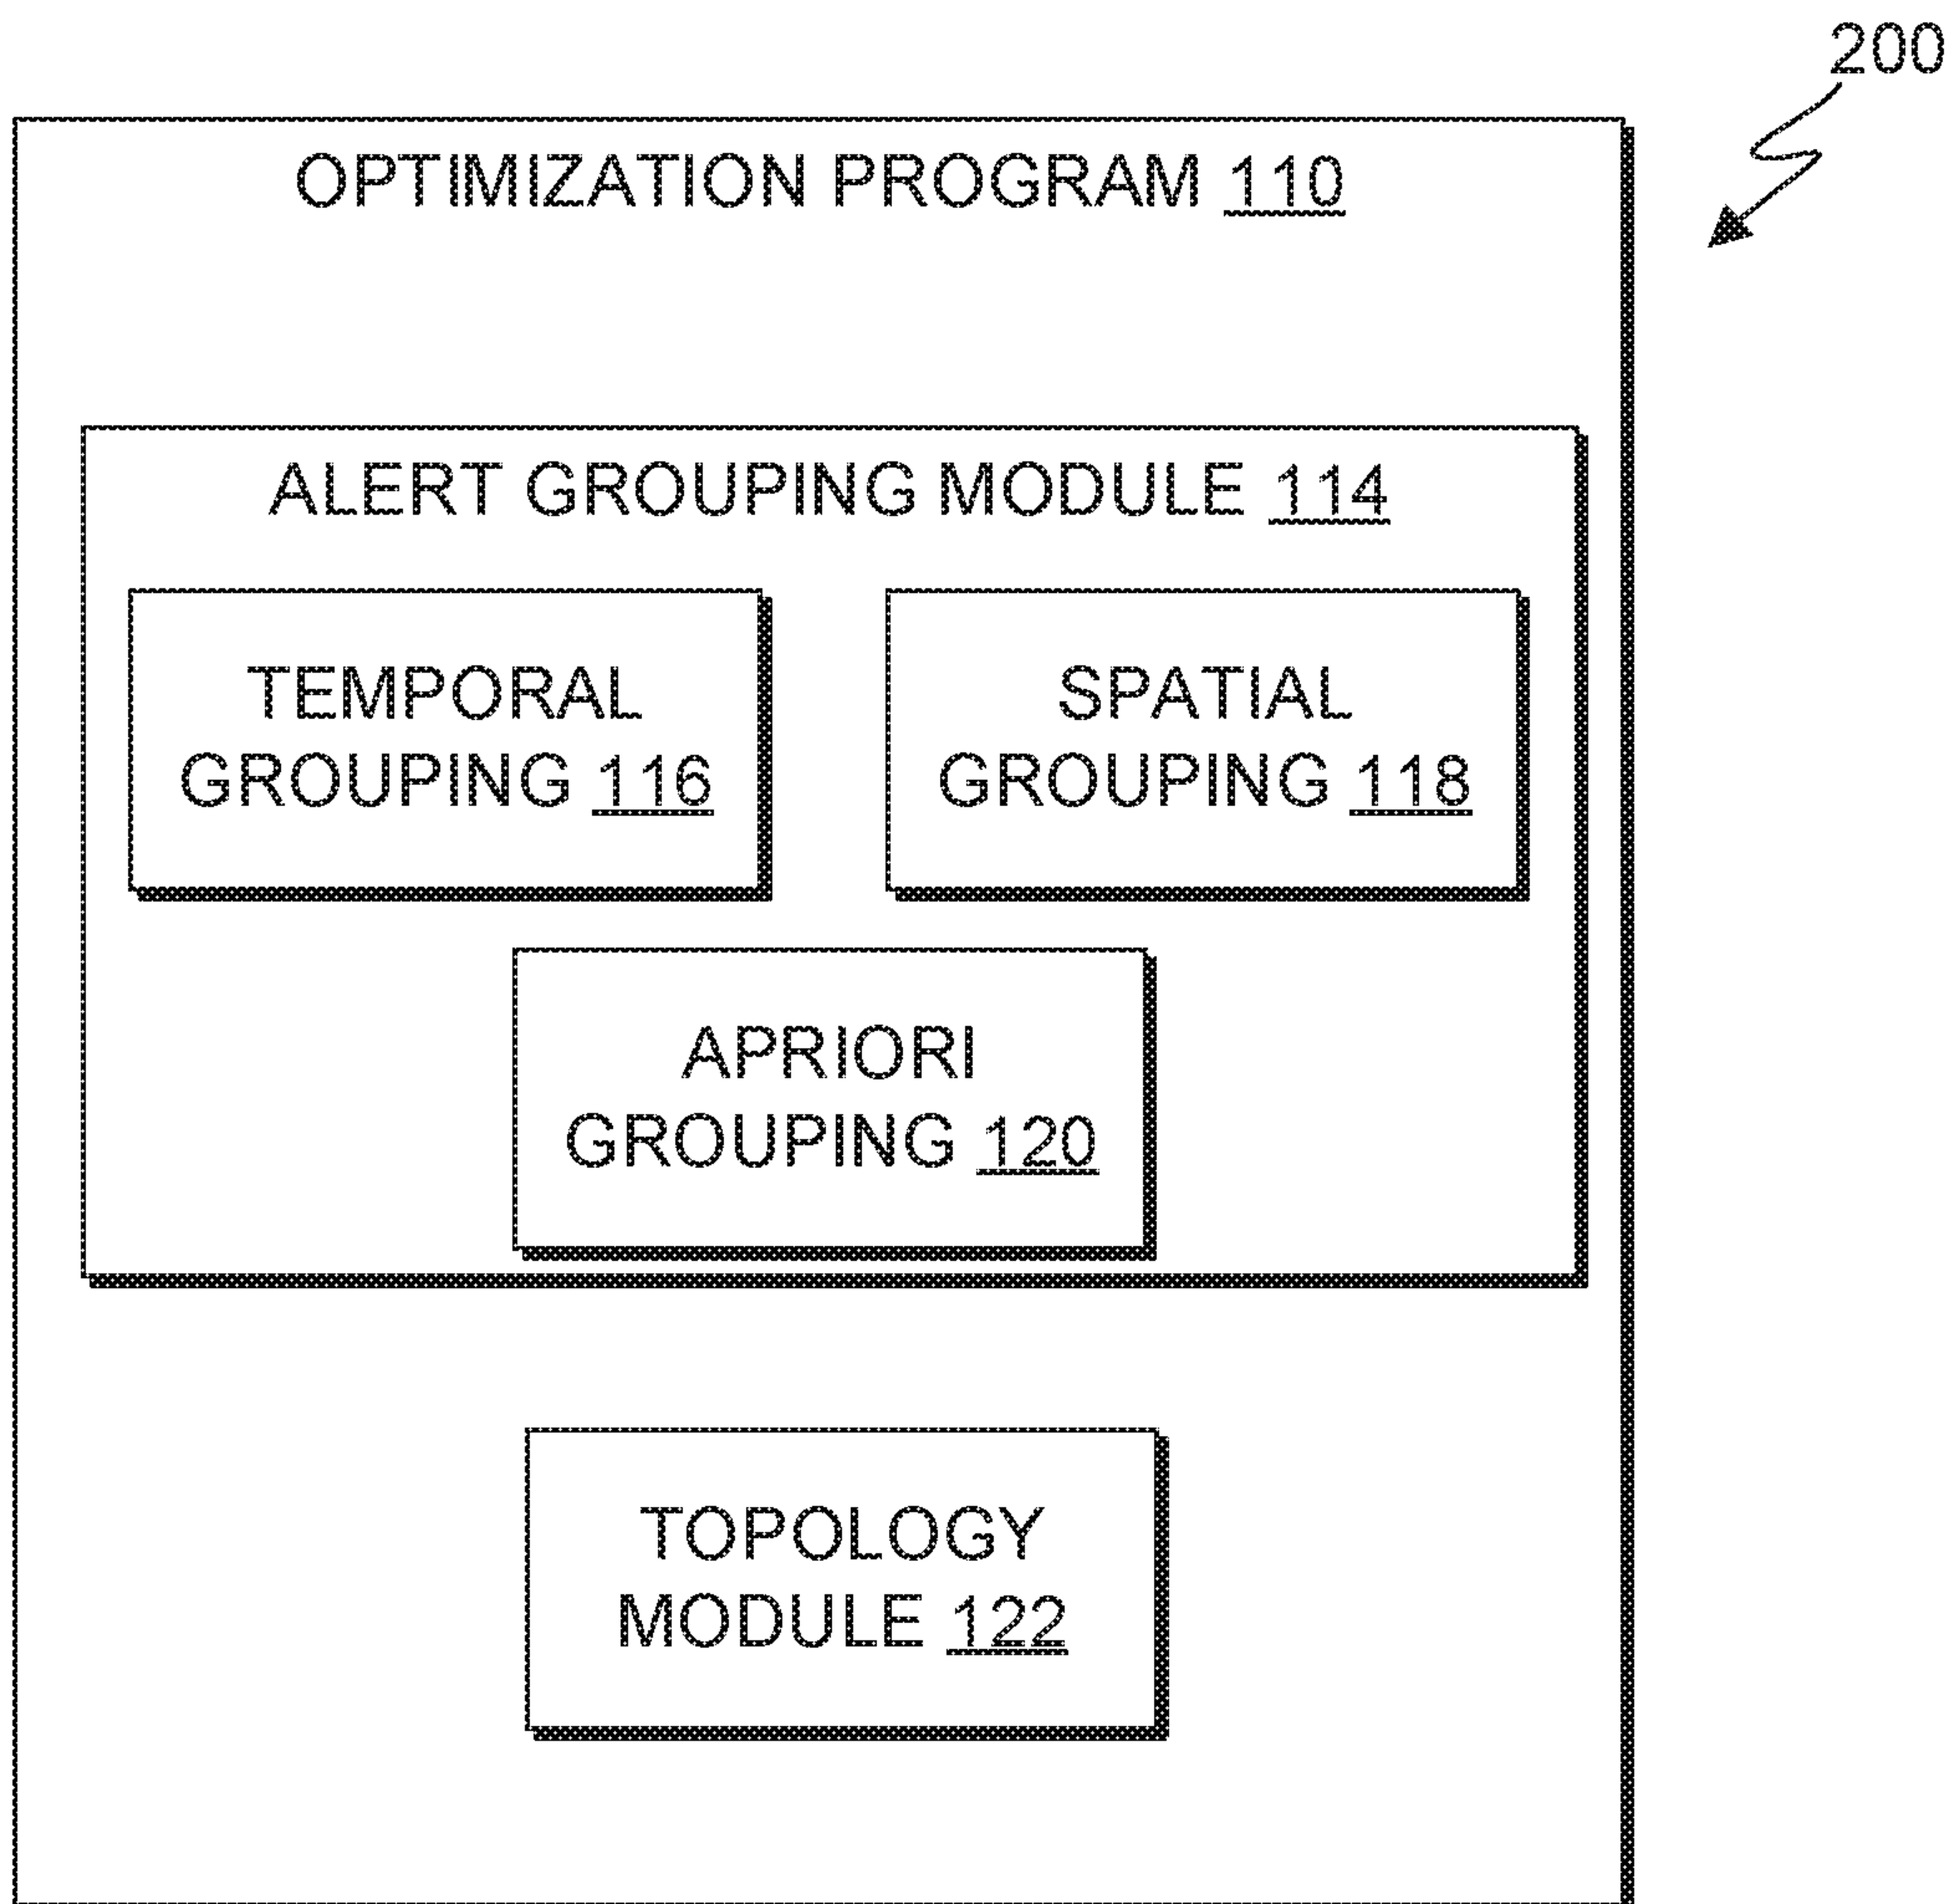 200
OPTIMIZATION PROGRAM 110
ALERT GROUPING MODULE 114
TEMPORAL
GROUPING 116
SPATIAL
GROUPING 118
APRIORI
GROUPING 120
TOPOLOGY
MODULE 122